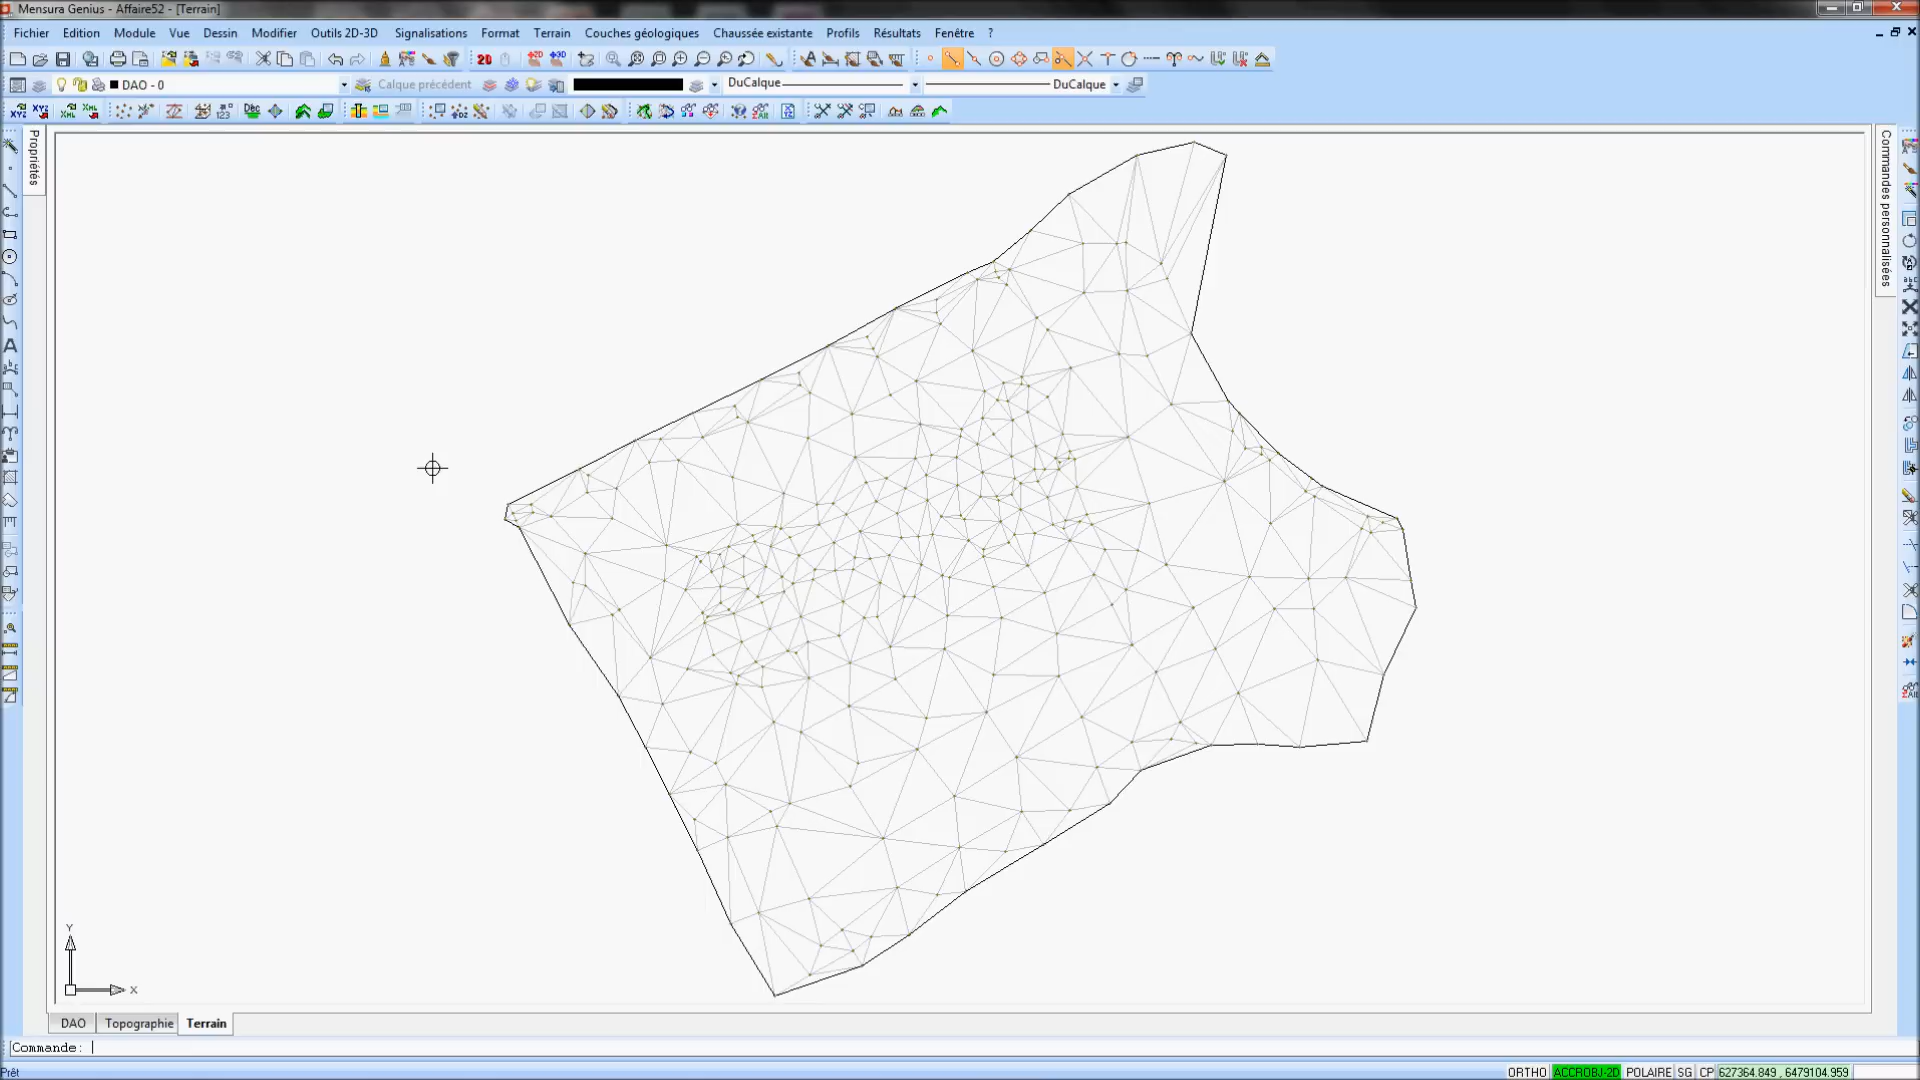 Mensura Genius - Affaire52 - [Terrain]
Fichier Edition Module Vue Dessin Modifier Outils 2D-3D Signalisations Format Terrain Couches géologiques Chaussée existante Profils Résultats Fenêtre ?
DAO - 0 Calque précédent DuCalque DuCalque
Propriétés
Commandes personnalisées
Y
X
DAO Topographie Terrain
Commande:
Prêt ORTHO ACCROBJ-2D POLAIRE SG CP 627364.849 , 6479104.959